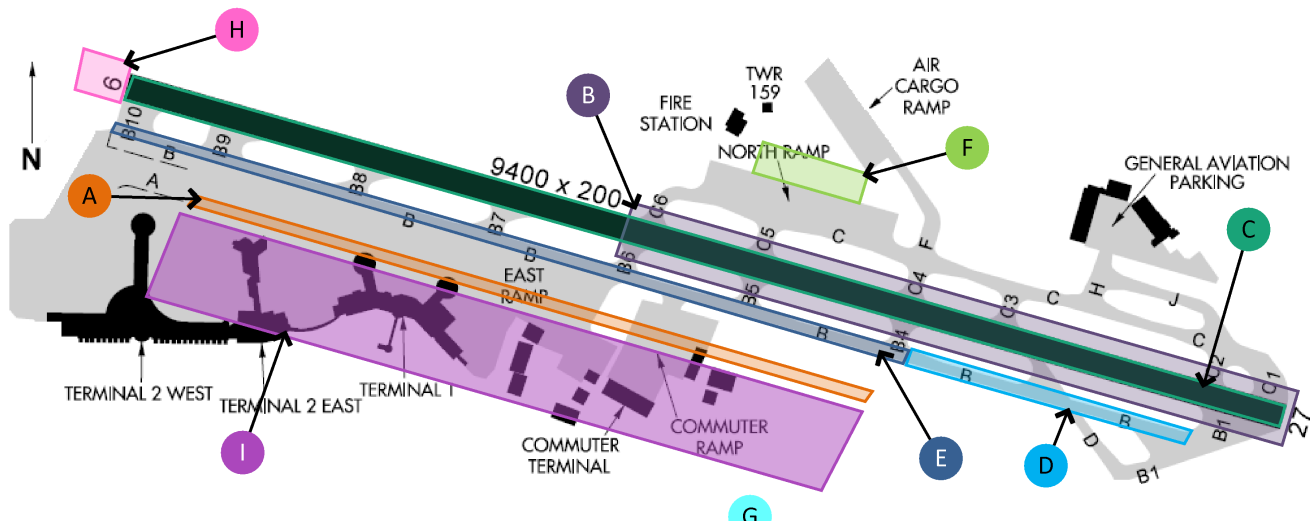 H
9
B10
B
B9
B
A
A
N
B8
B
9400 x 200
B7
B
B
FIRE
STATION
TWR
159
NORTH RAMP
AIR
CARGO
RAMP
F
GENERAL AVIATION
PARKING
C
C6
C5
C
F
C4
C3
C
H
J
C
2
C1
27
B6
B5
B
B4
B
B
B1
D
B1
EAST
RAMP
TERMINAL 2 WEST
TERMINAL 2 EAST
TERMINAL 1
COMMUTER
TERMINAL
COMMUTER
RAMP
I
E
D
G